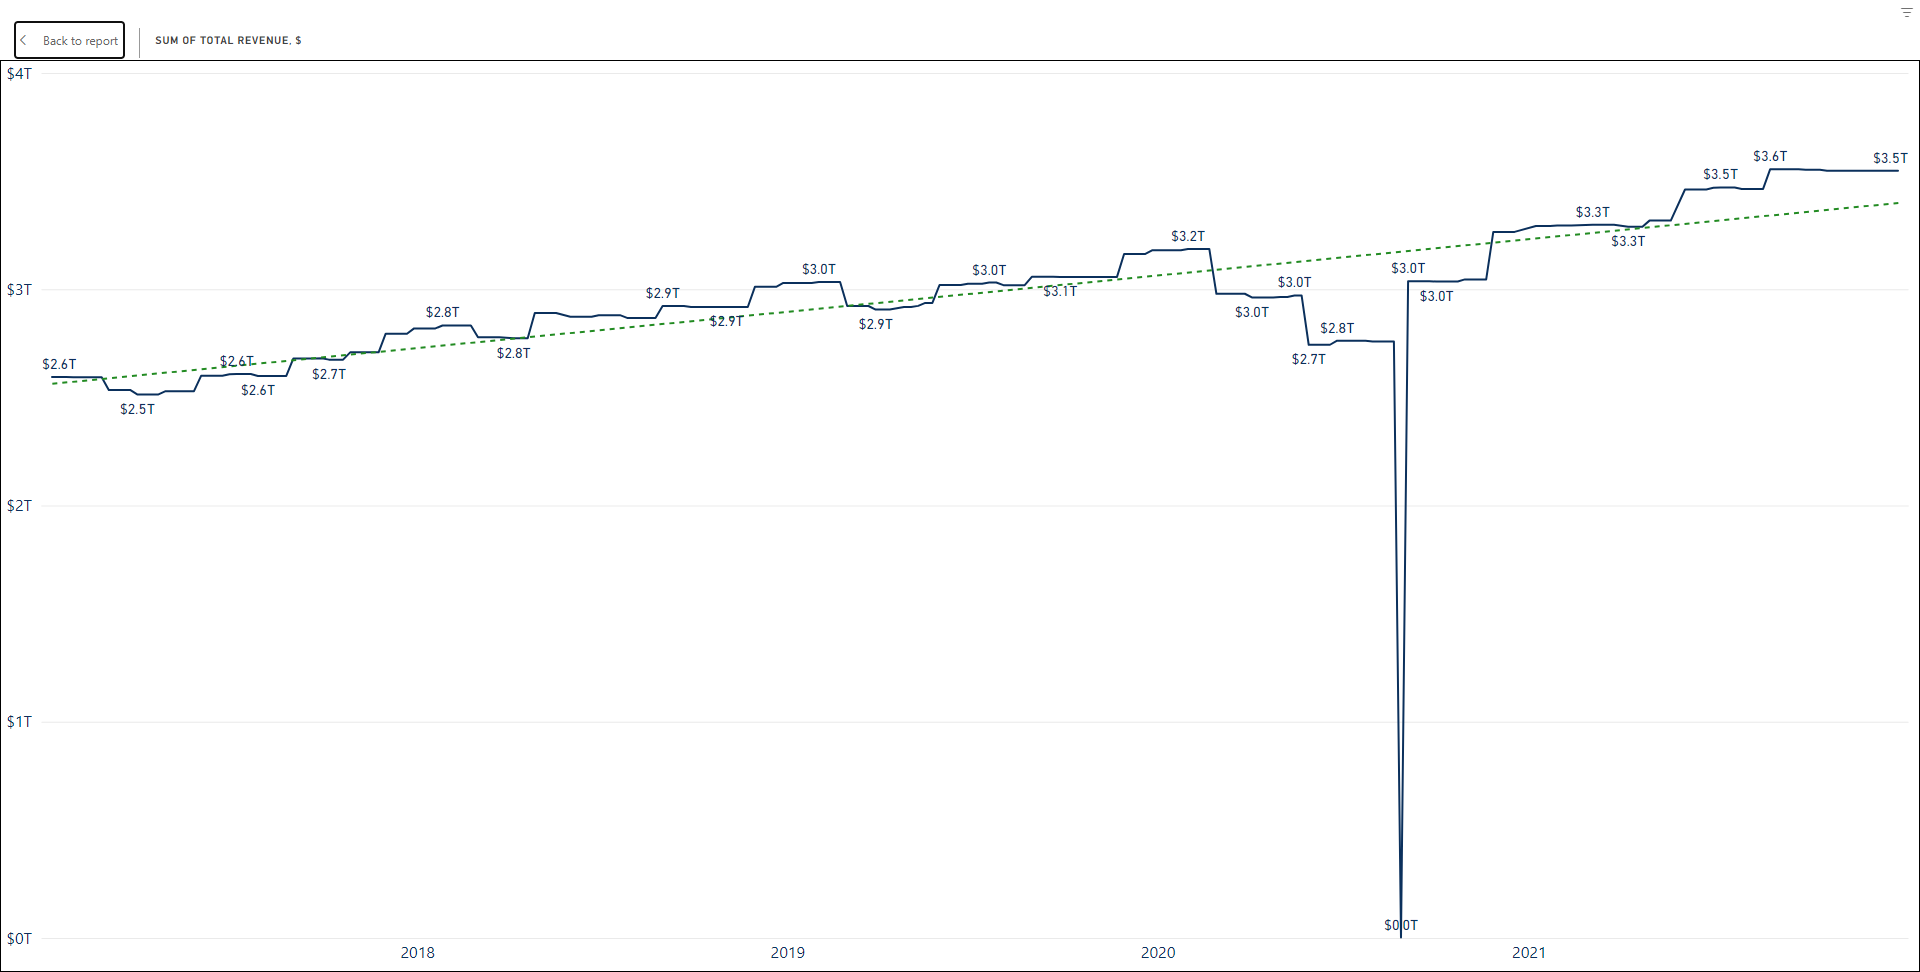 Back to report
SUM OF TOTAL REVENUE, $
$4T
$3T
$2T
$1T
$0T
$2.6T
$2.5T
$2.6T
$2.6T
$2.7T
$2.8T
$2.8T
$2.9T
$2.9T
$3.0T
$2.9T
$3.0T
$3.1T
$3.2T
$3.0T
$3.0T
$2.7T
$2.8T
$0.0T
$3.0T
$3.0T
$3.3T
$3.3T
$3.5T
$3.6T
$3.5T
2018
2019
2020
2021